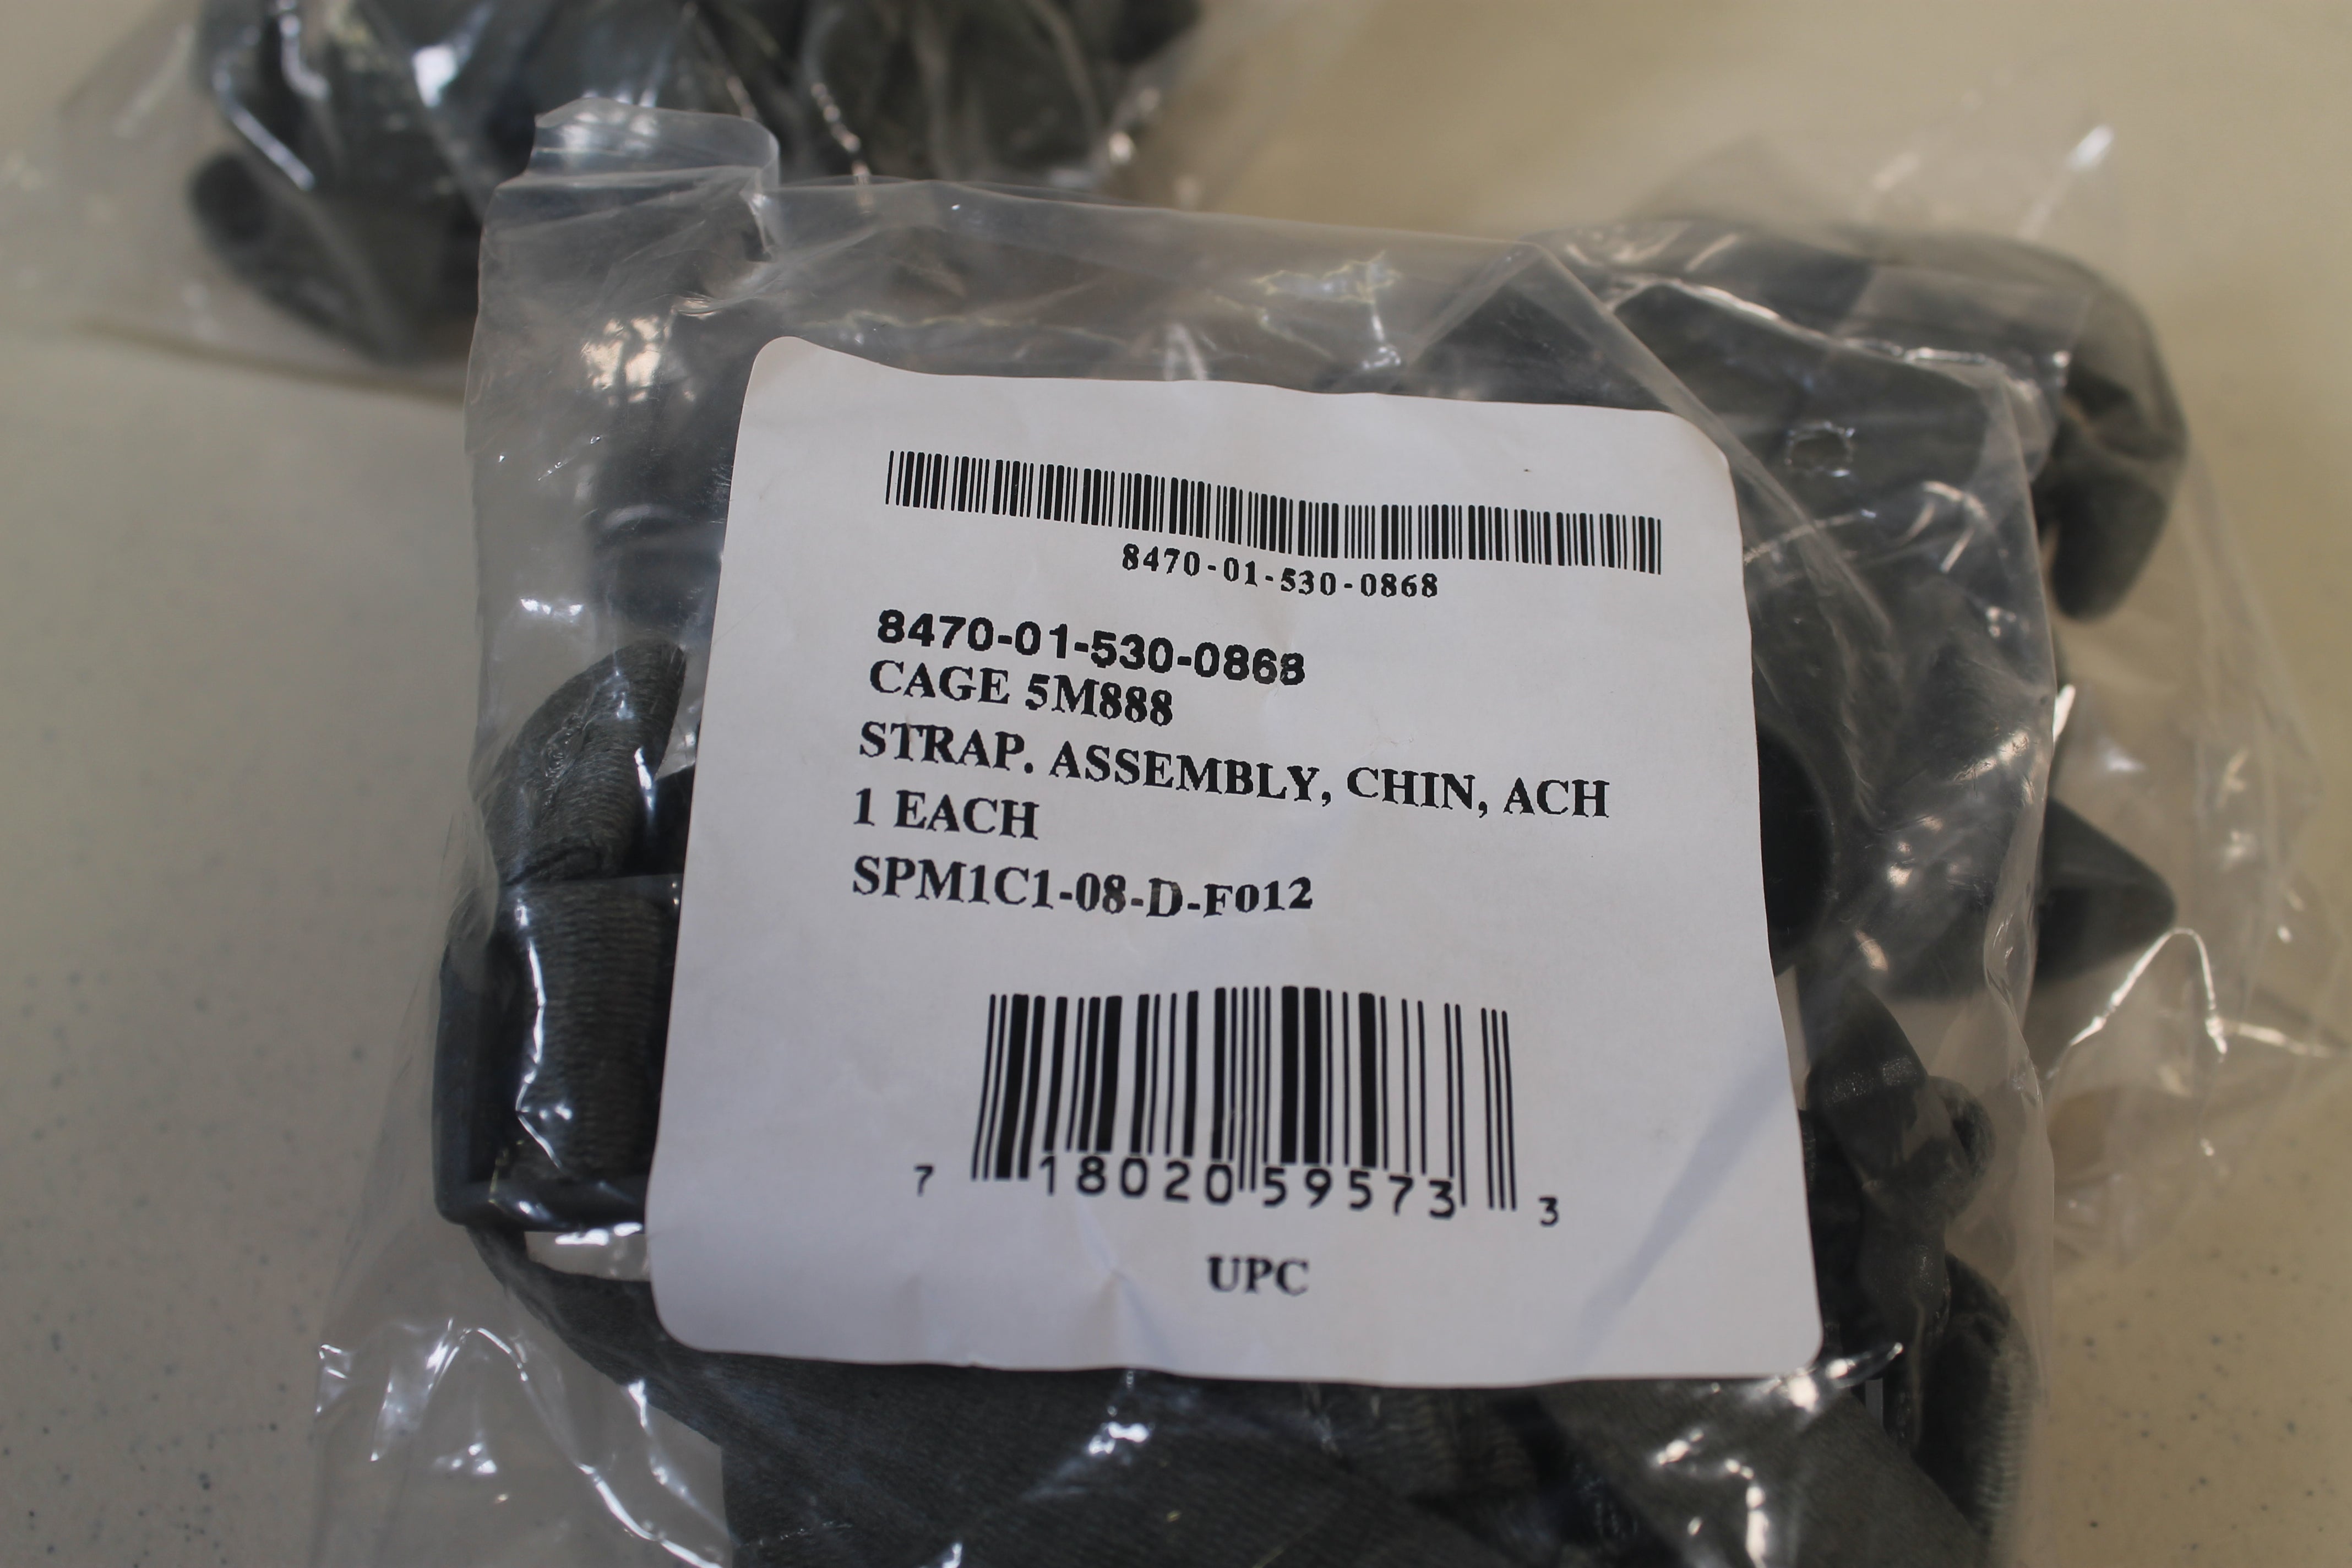 8470-01-530-0868
8470-01-530-0868
CAGE 5M888
STRAP. ASSEMBLY, CHIN, ACH
1 EACH
SPM1C1-08-D-F012
7 18020 59573 3
UPC